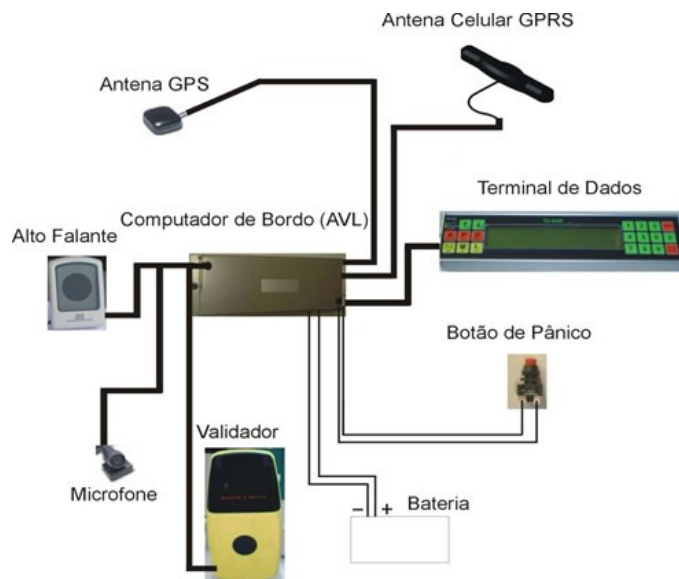 Antena Celular GPRS
Antena GPS
Terminal de Dados
Computador de Bordo (AVL)
Alto Falante
Botão de Pânico
Validador
Microfone
Bateria
− +